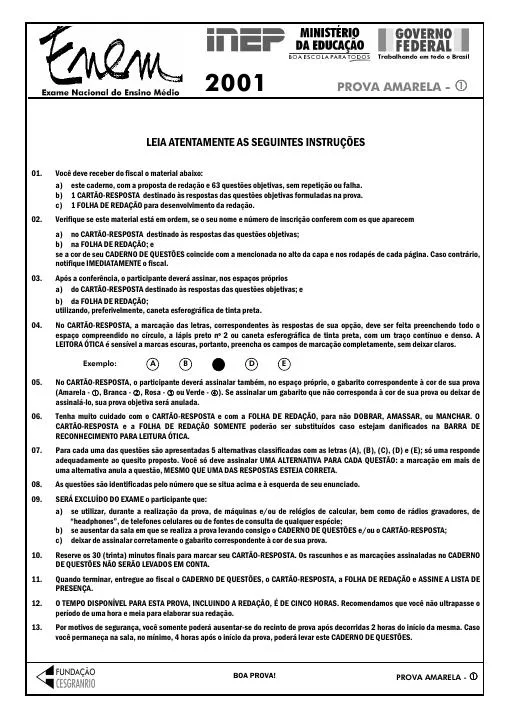 Enem
Exame Nacional do Ensino Médio
INEP
MINISTÉRIO
DA EDUCAÇÃO
BOA ESCOLA PARA TODOS
GOVERNO
FEDERAL
Trabalhando em todo o Brasil
2001
PROVA AMARELA - 1
LEIA ATENTAMENTE AS SEGUINTES INSTRUÇÕES
01. Você deve receber do fiscal o material abaixo:
a) este caderno, com a proposta de redação e 63 questões objetivas, sem repetição ou falha.
b) 1 CARTÃO-RESPOSTA destinado às respostas das questões objetivas formuladas na prova.
c) 1 FOLHA DE REDAÇÃO para desenvolvimento da redação.
02. Verifique se este material está em ordem, se o seu nome e número de inscrição conferem com os que aparecem
a) no CARTÃO-RESPOSTA destinado às respostas das questões objetivas;
b) na FOLHA DE REDAÇÃO; e
se a cor de seu CADERNO DE QUESTÕES coincide com a mencionada no alto da capa e nos rodapés de cada página. Caso contrário,
notifique IMEDIATAMENTE o fiscal.
03. Após a conferência, o participante deverá assinar, nos espaços próprios
a) do CARTÃO-RESPOSTA destinado às respostas das questões objetivas; e
b) da FOLHA DE REDAÇÃO;
utilizando, preferivelmente, caneta esferográfica de tinta preta.
04. No CARTÃO-RESPOSTA, a marcação das letras, correspondentes às respostas de sua opção, deve ser feita preenchendo todo o
espaço compreendido no círculo, a lápis preto nº 2 ou caneta esferográfica de tinta preta, com um traço contínuo e denso. A
LEITORA ÓTICA é sensível a marcas escuras, portanto, preencha os campos de marcação completamente, sem deixar claros.
Exemplo: A B D E
05. No CARTÃO-RESPOSTA, o participante deverá assinalar também, no espaço próprio, o gabarito correspondente à cor de sua prova
(Amarela - 1, Branca - 2, Rosa - 3 ou Verde - 4). Se assinalar um gabarito que não corresponda à cor de sua prova ou deixar de
assinalá-lo, sua prova objetiva será anulada.
06. Tenha muito cuidado com o CARTÃO-RESPOSTA e com a FOLHA DE REDAÇÃO, para não DOBRAR, AMASSAR, ou MANCHAR. O
CARTÃO-RESPOSTA e a FOLHA DE REDAÇÃO SOMENTE poderão ser substituídos caso estejam danificados na BARRA DE
RECONHECIMENTO PARA LEITURA ÓTICA.
07. Para cada uma das questões são apresentadas 5 alternativas classificadas com as letras (A), (B), (C), (D) e (E); só uma responde
adequadamente ao quesito proposto. Você só deve assinalar UMA ALTERNATIVA PARA CADA QUESTÃO: a marcação em mais de
uma alternativa anula a questão, MESMO QUE UMA DAS RESPOSTAS ESTEJA CORRETA.
08. As questões são identificadas pelo número que se situa acima e à esquerda de seu enunciado.
09. SERÁ EXCLUÍDO DO EXAME o participante que:
a) se utilizar, durante a realização da prova, de máquinas e/ou de relógios de calcular, bem como de rádios gravadores, de
"headphones", de telefones celulares ou de fontes de consulta de qualquer espécie;
b) se ausentar da sala em que se realiza a prova levando consigo o CADERNO DE QUESTÕES e/ou o CARTÃO-RESPOSTA;
c) deixar de assinalar corretamente o gabarito correspondente à cor de sua prova.
10. Reserve os 30 (trinta) minutos finais para marcar seu CARTÃO-RESPOSTA. Os rascunhos e as marcações assinaladas no CADERNO
DE QUESTÕES NÃO SERÃO LEVADOS EM CONTA.
11. Quando terminar, entregue ao fiscal o CADERNO DE QUESTÕES, o CARTÃO-RESPOSTA, a FOLHA DE REDAÇÃO e ASSINE A LISTA DE
PRESENÇA.
12. O TEMPO DISPONÍVEL PARA ESTA PROVA, INCLUINDO A REDAÇÃO, É DE CINCO HORAS. Recomendamos que você não ultrapasse o
período de uma hora e meia para elaborar sua redação.
13. Por motivos de segurança, você somente poderá ausentar-se do recinto de prova após decorridas 2 horas do início da mesma. Caso
você permaneça na sala, no mínimo, 4 horas após o início da prova, poderá levar este CADERNO DE QUESTÕES.
FUNDAÇÃO
CESGRANRIO
BOA PROVA!
PROVA AMARELA - 1